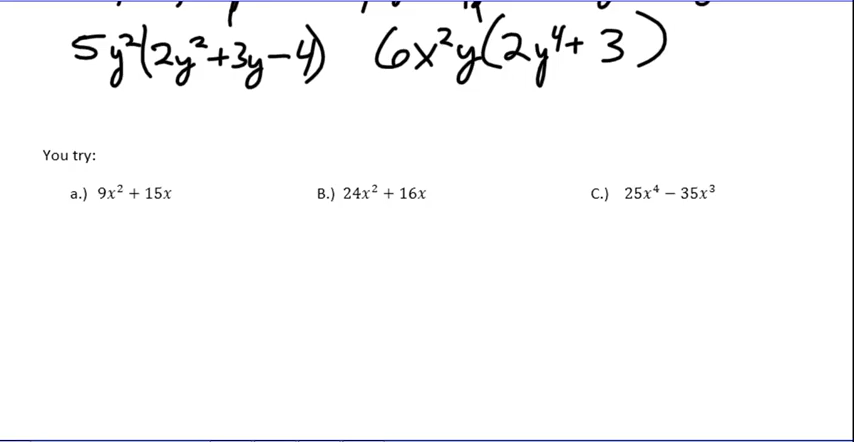 5y²(2y²+3y-4) 6x²y(2y⁴+ 3)
You try:
a.) 9x² + 15x B.) 24x² + 16x C.) 25x⁴ − 35x³